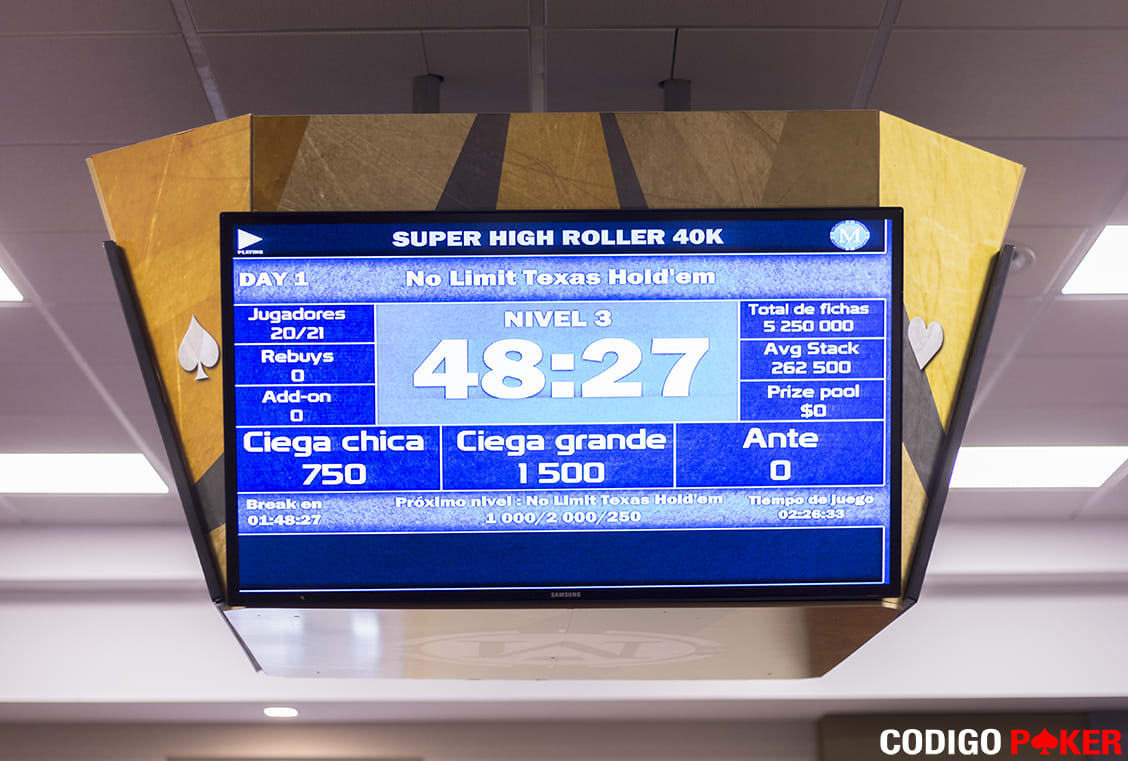 PLAYING
SUPER HIGH ROLLER 40K
M
DAY 1
No Limit Texas Hold'em
Jugadores
20/21
Rebuys
0
Add-on
0
NIVEL 3
48:27
Total de fichas
5 250 000
Avg Stack
262 500
Prize pool
$0
Ciega chica
750
Ciega grande
1 500
Ante
0
Break en
01:48:27
Próximo nivel : No Limit Texas Hold'em
1 000/2 000/250
Tiempo de juego
02:26:33
SAMSUNG
CODIGO POKER